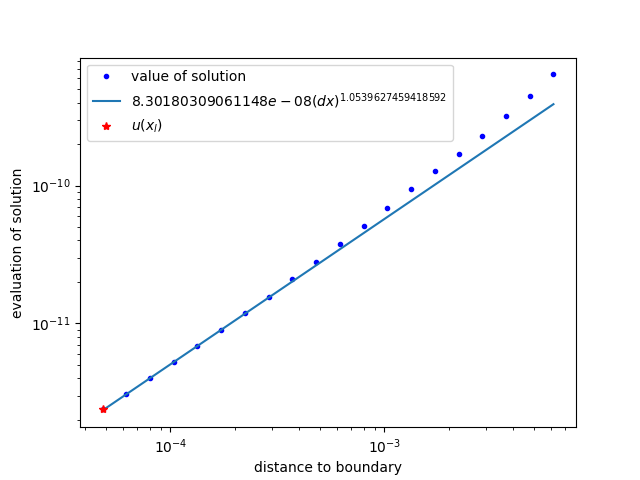 value of solution
8.30180309061148e − 08(dx)^1.0539627459418592
u(x_l)
evaluation of solution
10^−10
10^−11
10^−4
10^−3
distance to boundary